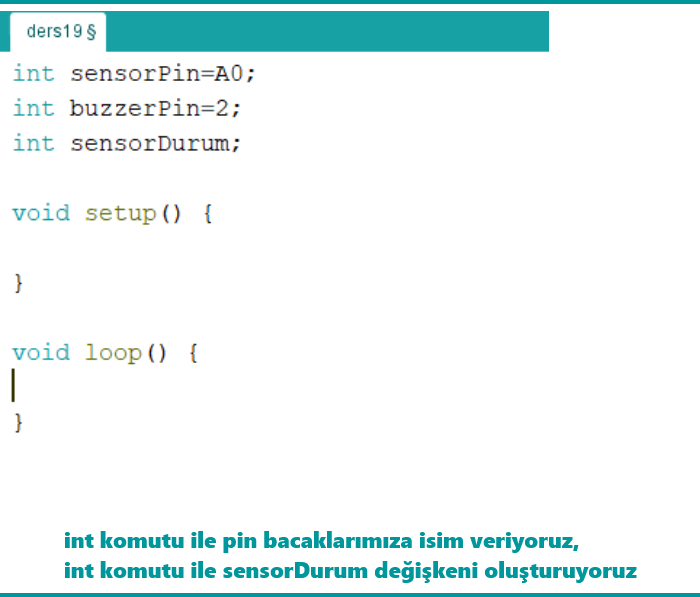 ders19 §
int sensorPin=A0;
int buzzerPin=2;
int sensorDurum;
void setup() {
}
void loop() {
}
int komutu ile pin bacaklarımıza isim veriyoruz,
int komutu ile sensorDurum değişkeni oluşturuyoruz